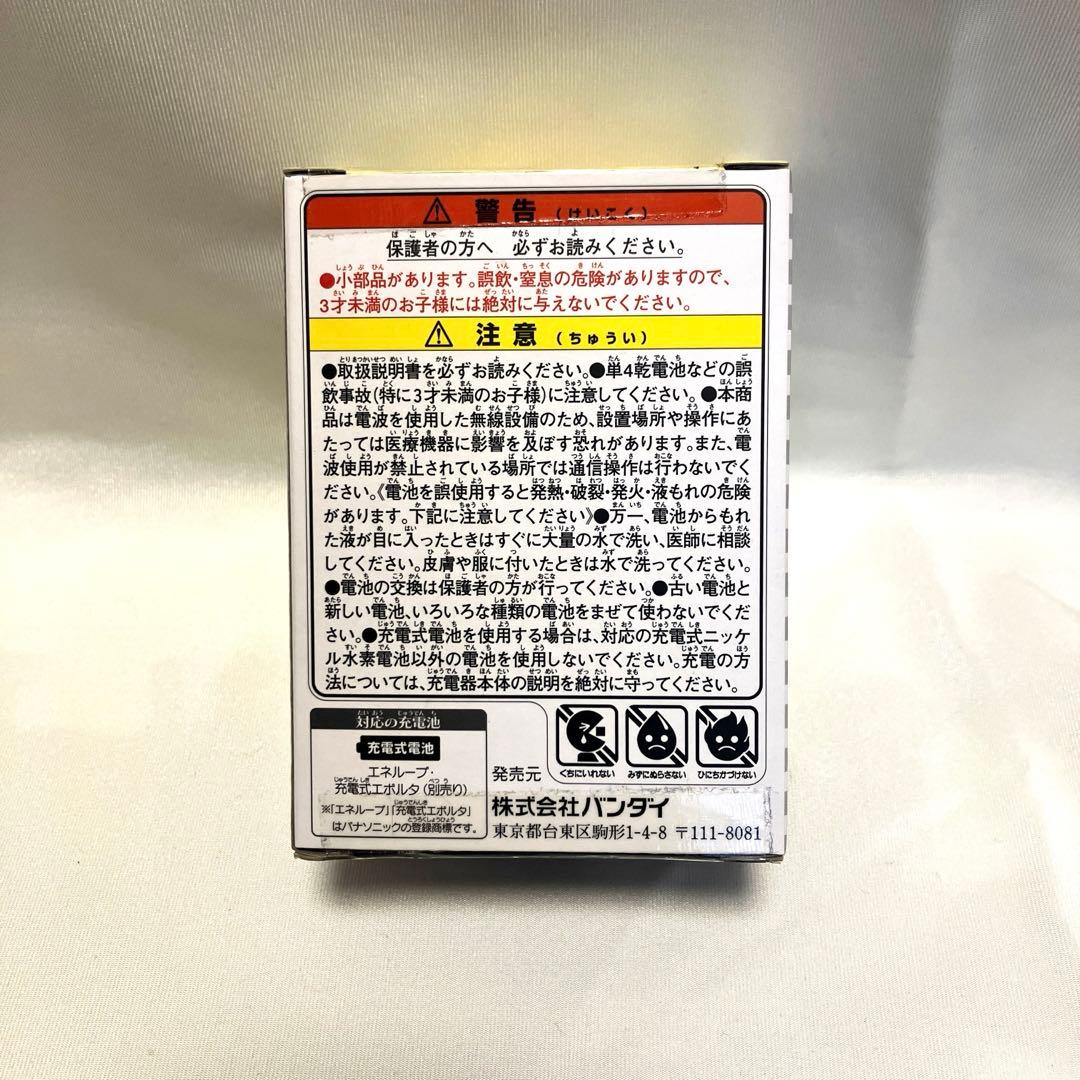 警告（けいこく）
保護者の方へ 必ずお読みください。
●小部品があります。誤飲・窒息の危険がありますので、
3才未満のお子様には絶対に与えないでください。
注意（ちゅうい）
●取扱説明書を必ずお読みください。●単4乾電池などの誤
飲事故(特に3才未満のお子様)に注意してください。●本商
品は電波を使用した無線設備のため、設置場所や操作にあ
たっては医療機器に影響を及ぼす恐れがあります。また、電
波使用が禁止されている場所では通信操作は行わないでく
ださい。《電池を誤使用すると発熱・破裂・発火・液もれの危険
があります。下記に注意してください》●万一、電池からもれ
た液が目に入ったときはすぐに大量の水で洗い、医師に相談
してください。皮膚や服に付いたときは水で洗ってください。
●電池の交換は保護者の方が行ってください。●古い電池と
新しい電池、いろいろな種類の電池をまぜて使わないでくだ
さい。●充電式電池を使用する場合は、対応の充電式ニッケ
ル水素電池以外の電池を使用しないでください。充電の方
法については、充電器本体の説明を絶対に守ってください。
対応の充電池
充電式電池
エネループ・
充電式エボルタ（別売り）
※「エネループ」「充電式エボルタ」
はパナソニックの登録商標です。
くちにいれない みずにぬらさない ひにちかづけない
発売元
株式会社バンダイ
東京都台東区駒形1-4-8 〒111-8081